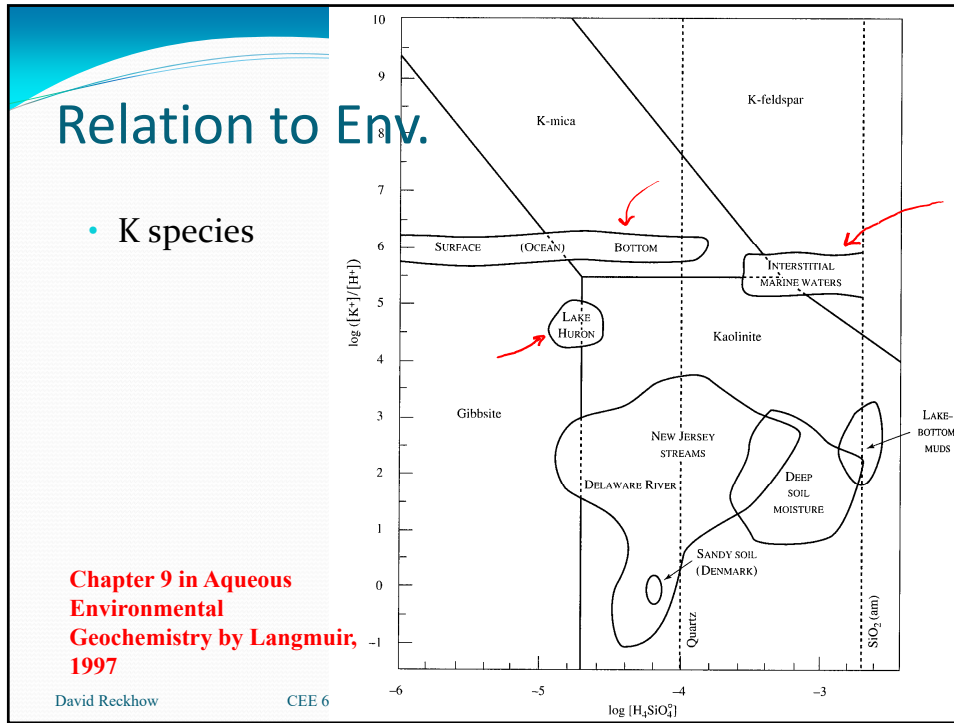 Relation to Env.
• K species
Chapter 9 in Aqueous
Environmental
Geochemistry by Langmuir,
1997
David Reckhow
CEE 6
10
9
8
7
6
5
4
3
2
1
0
−1
log ([K+]/[H+])
K-mica
K-feldspar
SURFACE (OCEAN) BOTTOM
INTERSTITIAL
MARINE WATERS
LAKE
HURON
Kaolinite
Gibbsite
NEW JERSEY
STREAMS
DELAWARE RIVER
DEEP
SOIL
MOISTURE
LAKE-
BOTTOM
MUDS
SANDY SOIL
(DENMARK)
Quartz
SiO2 (am)
−6
−5
−4
−3
log [H4SiO4°]